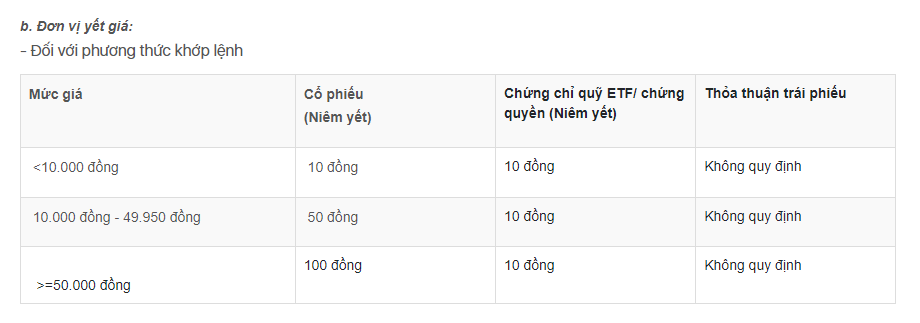 b. Đơn vị yết giá:
- Đối với phương thức khớp lệnh
Mức giá
Cổ phiếu
(Niêm yết)
Chứng chỉ quỹ ETF/ chứng
quyền (Niêm yết)
Thỏa thuận trái phiếu
<10.000 đồng
10 đồng
10 đồng
Không quy định
10.000 đồng - 49.950 đồng
50 đồng
10 đồng
Không quy định
>=50.000 đồng
100 đồng
10 đồng
Không quy định